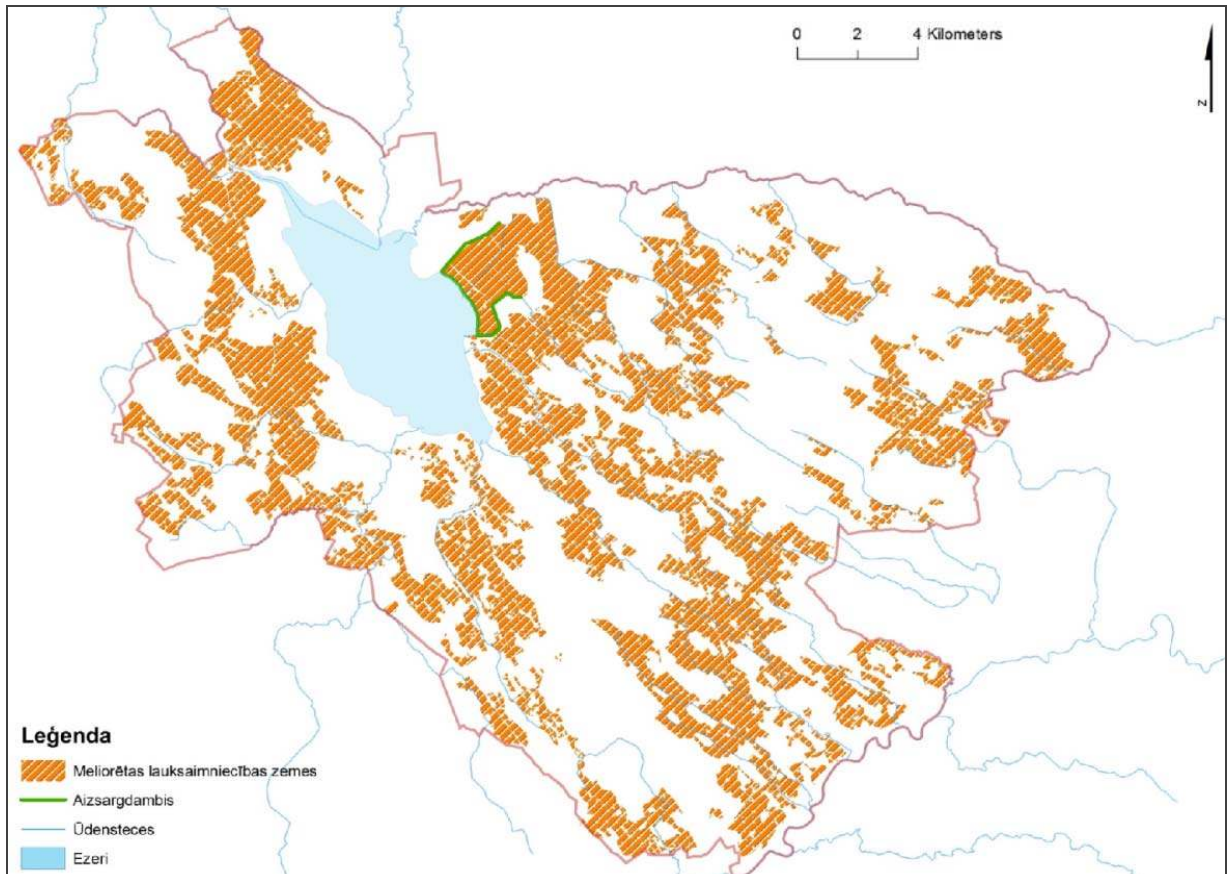 0 2 4 Kilometers
N
Leģenda
Meliorētas lauksaimniecības zemes
Aizsargdambis
Ūdensteces
Ezeri